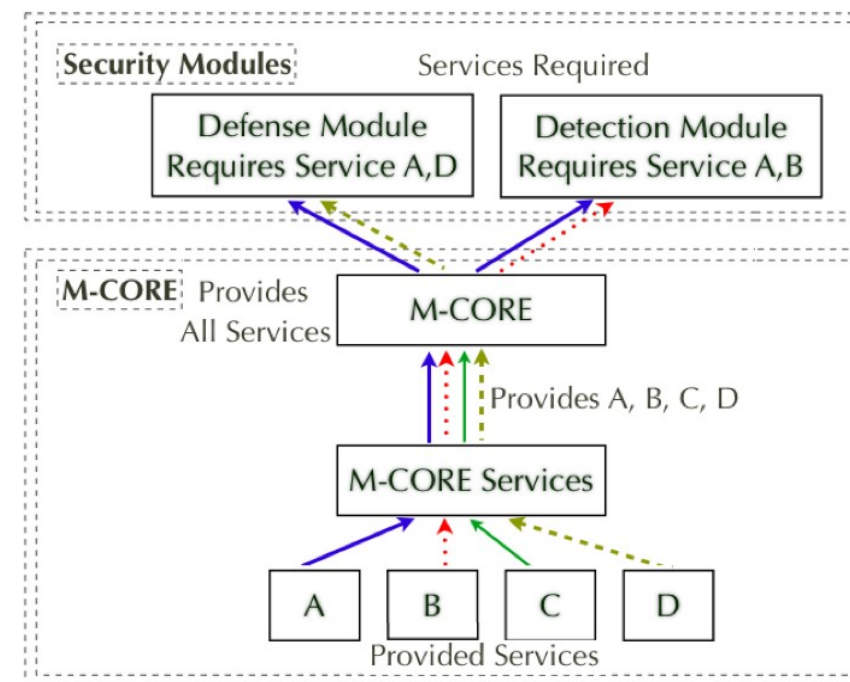 Security Modules
Services Required
Defense Module
Requires Service A,D
Detection Module
Requires Service A,B
M-CORE
Provides
All Services
M-CORE
Provides A, B, C, D
M-CORE Services
A
B
C
D
Provided Services